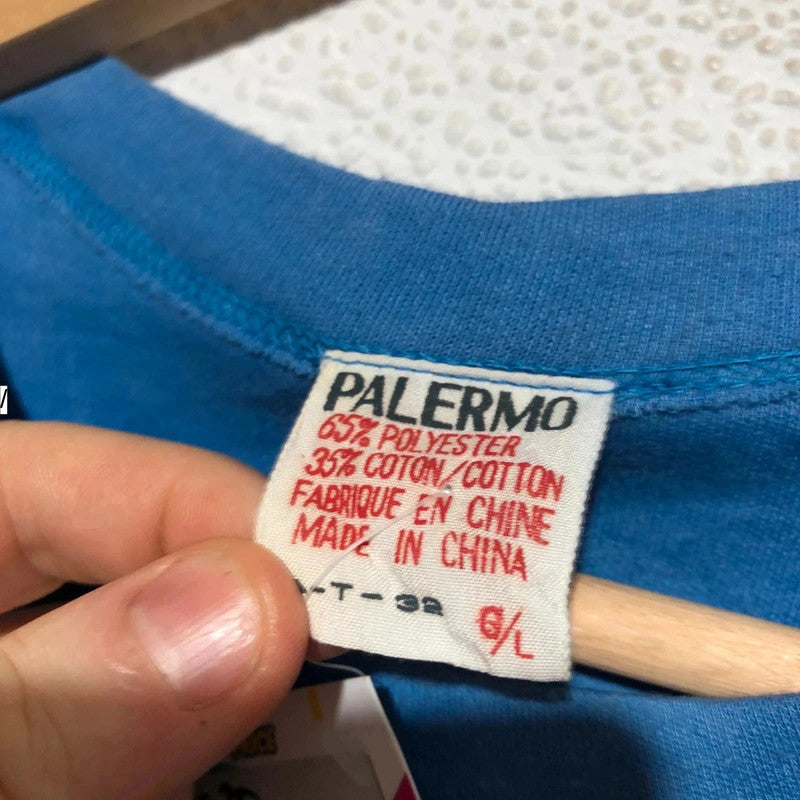 PALERMO
65% POLYESTER
35% COTON/COTTON
FABRIQUE EN CHINE
MADE IN CHINA
-T-32
G/L